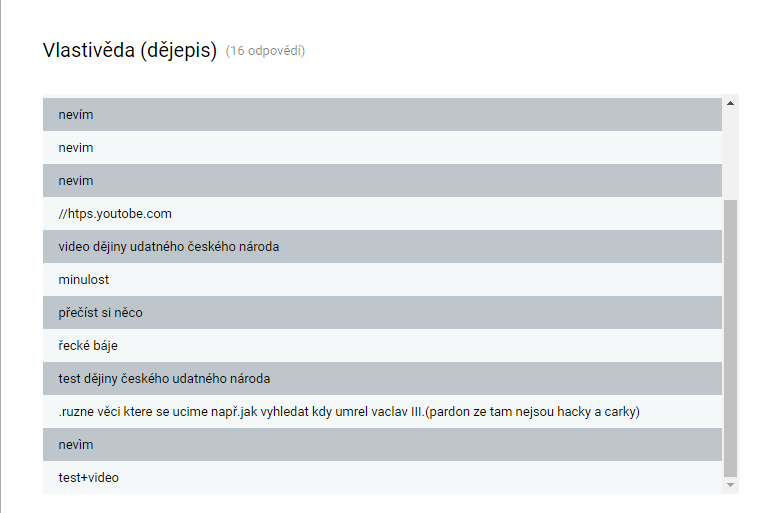 Vlastivěda (dějepis) (16 odpovědí)
nevím
nevim
nevim
//htps.youtobe.com
video dějiny udatného českého národa
minulost
přečíst si něco
řecké báje
test dějiny českého udatného národa
.ruzne věci ktere se ucime např.jak vyhledat kdy umrel vaclav III.(pardon ze tam nejsou hacky a carky)
nevìm
test+video